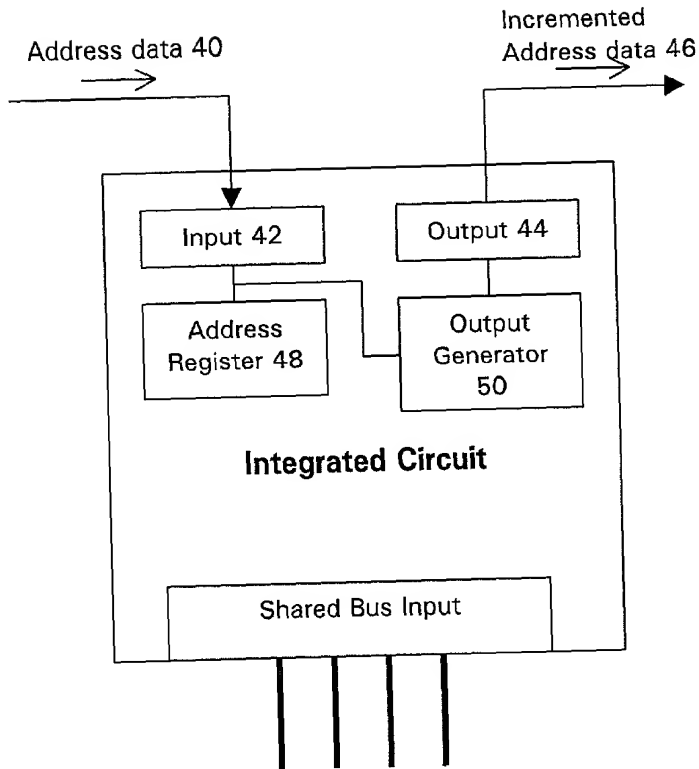 Address data 40
Incremented
Address data 46
Input 42
Output 44
Address
Register 48
Output
Generator
50
Integrated Circuit
Shared Bus Input